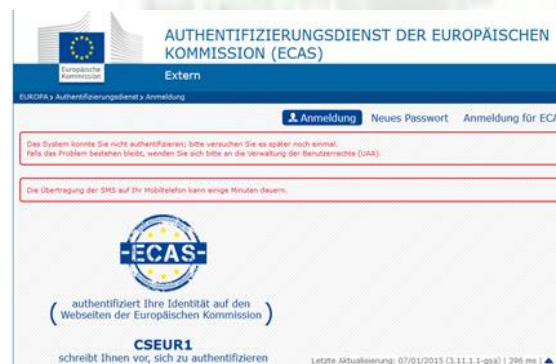 AUTHENTIFIZIERUNGSDIENST DER EUROPÄISCHEN
KOMMISSION (ECAS)
Europäische
Kommission
Extern
EUROPA > Authentifizierungsdienst > Anmeldung
Anmeldung Neues Passwort Anmeldung für ECA
Das System konnte Sie nicht authentifizieren; bitte versuchen Sie es später noch einmal.
Falls das Problem bestehen bleibt, wenden Sie sich bitte an die Verwaltung der Benutzerrechte (UAA).
Die Übertragung der SMS auf Ihr Mobiltelefon kann einige Minuten dauern.
-ECAS-
( authentifiziert Ihre Identität auf den
Webseiten der Europäischen Kommission )
CSEUR1
schreibt Ihnen vor, sich zu authentifizieren
Letzte Aktualisierung: 07/01/2015 (3.11.1.1-gsa) | 396 ms |